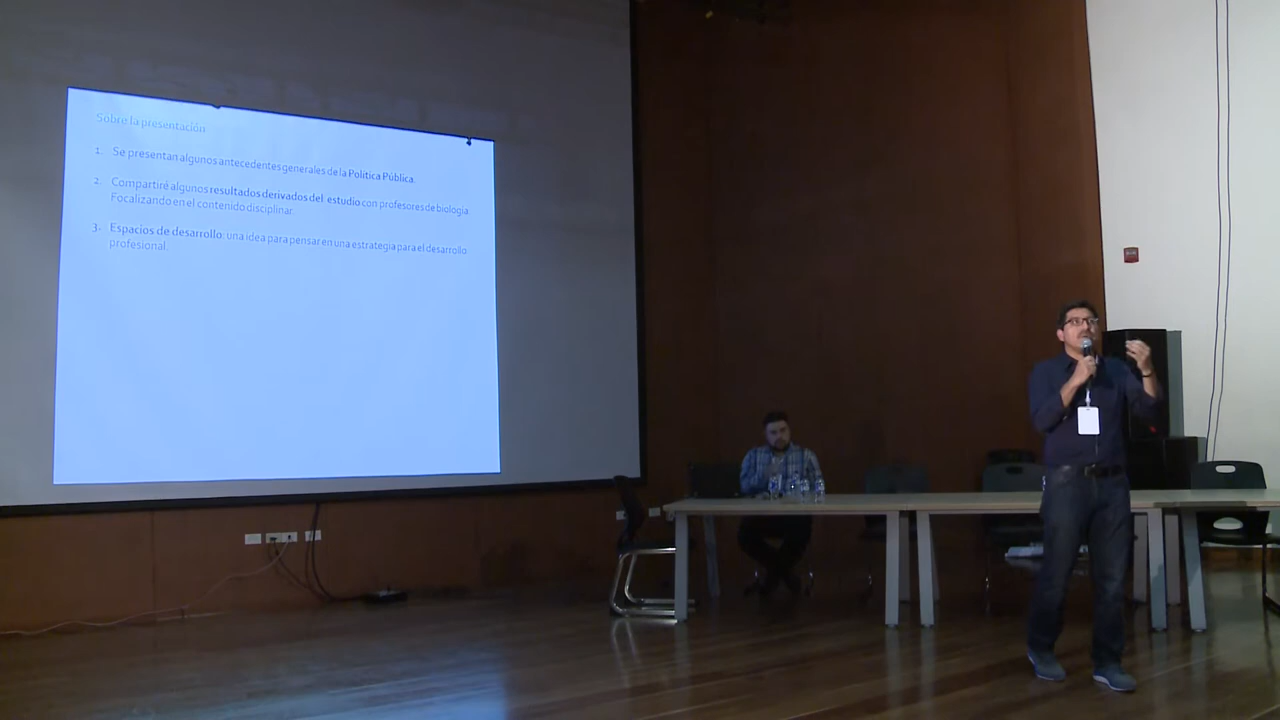 Sobre la presentación
1. Se presentan algunos antecedentes generales de la Política Pública.
2. Compartiré algunos resultados derivados del estudio con profesores de biología
Focalizando en el contenido disciplinar.
3. Espacios de desarrollo: una idea para pensar en una estrategia para el desarrollo
profesional.